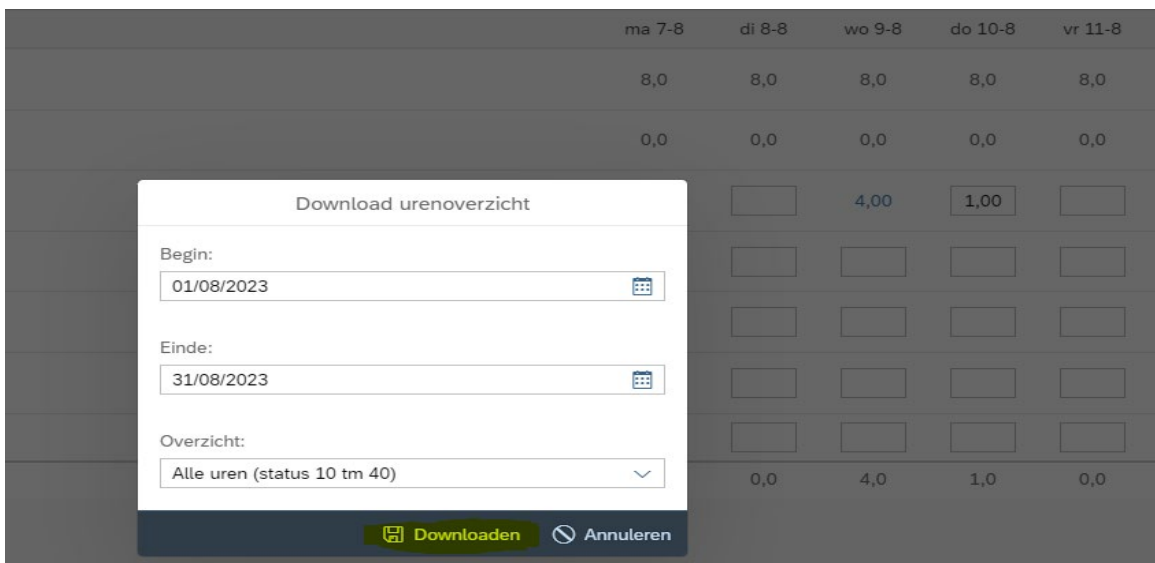 ma 7-8 di 8-8 wo 9-8 do 10-8 vr 11-8
8,0 8,0 8,0 8,0 8,0
0,0 0,0 0,0 0,0 0,0
Download urenoverzicht
4,00 1,00
Begin:
01/08/2023
Einde:
31/08/2023
Overzicht:
Alle uren (status 10 tm 40)
0,0 4,0 1,0 0,0
Downloaden Annuleren